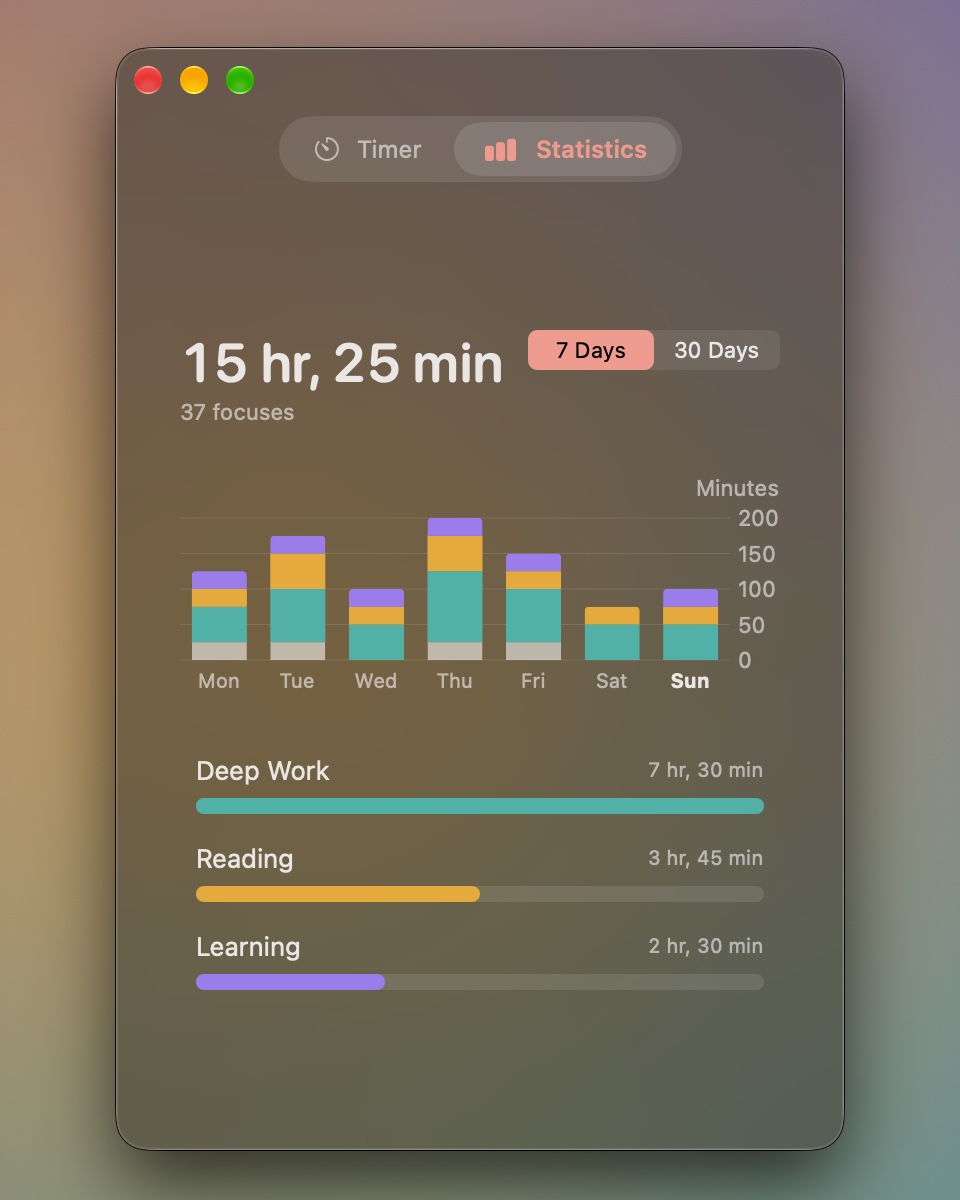 Timer Statistics
15 hr, 25 min
7 Days 30 Days
37 focuses
Minutes
200
150
100
50
0
Mon Tue Wed Thu Fri Sat Sun
Deep Work 7 hr, 30 min
Reading 3 hr, 45 min
Learning 2 hr, 30 min